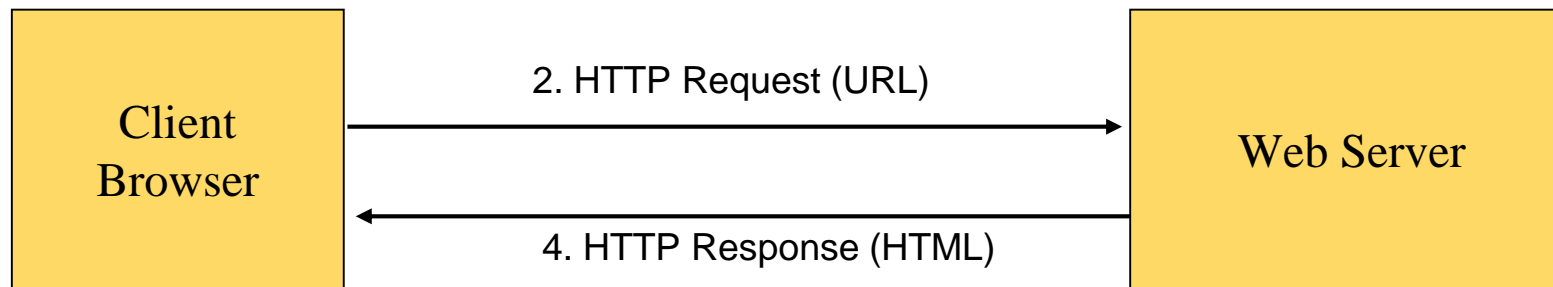 Client
Browser
2. HTTP Request (URL)
4. HTTP Response (HTML)
Web Server